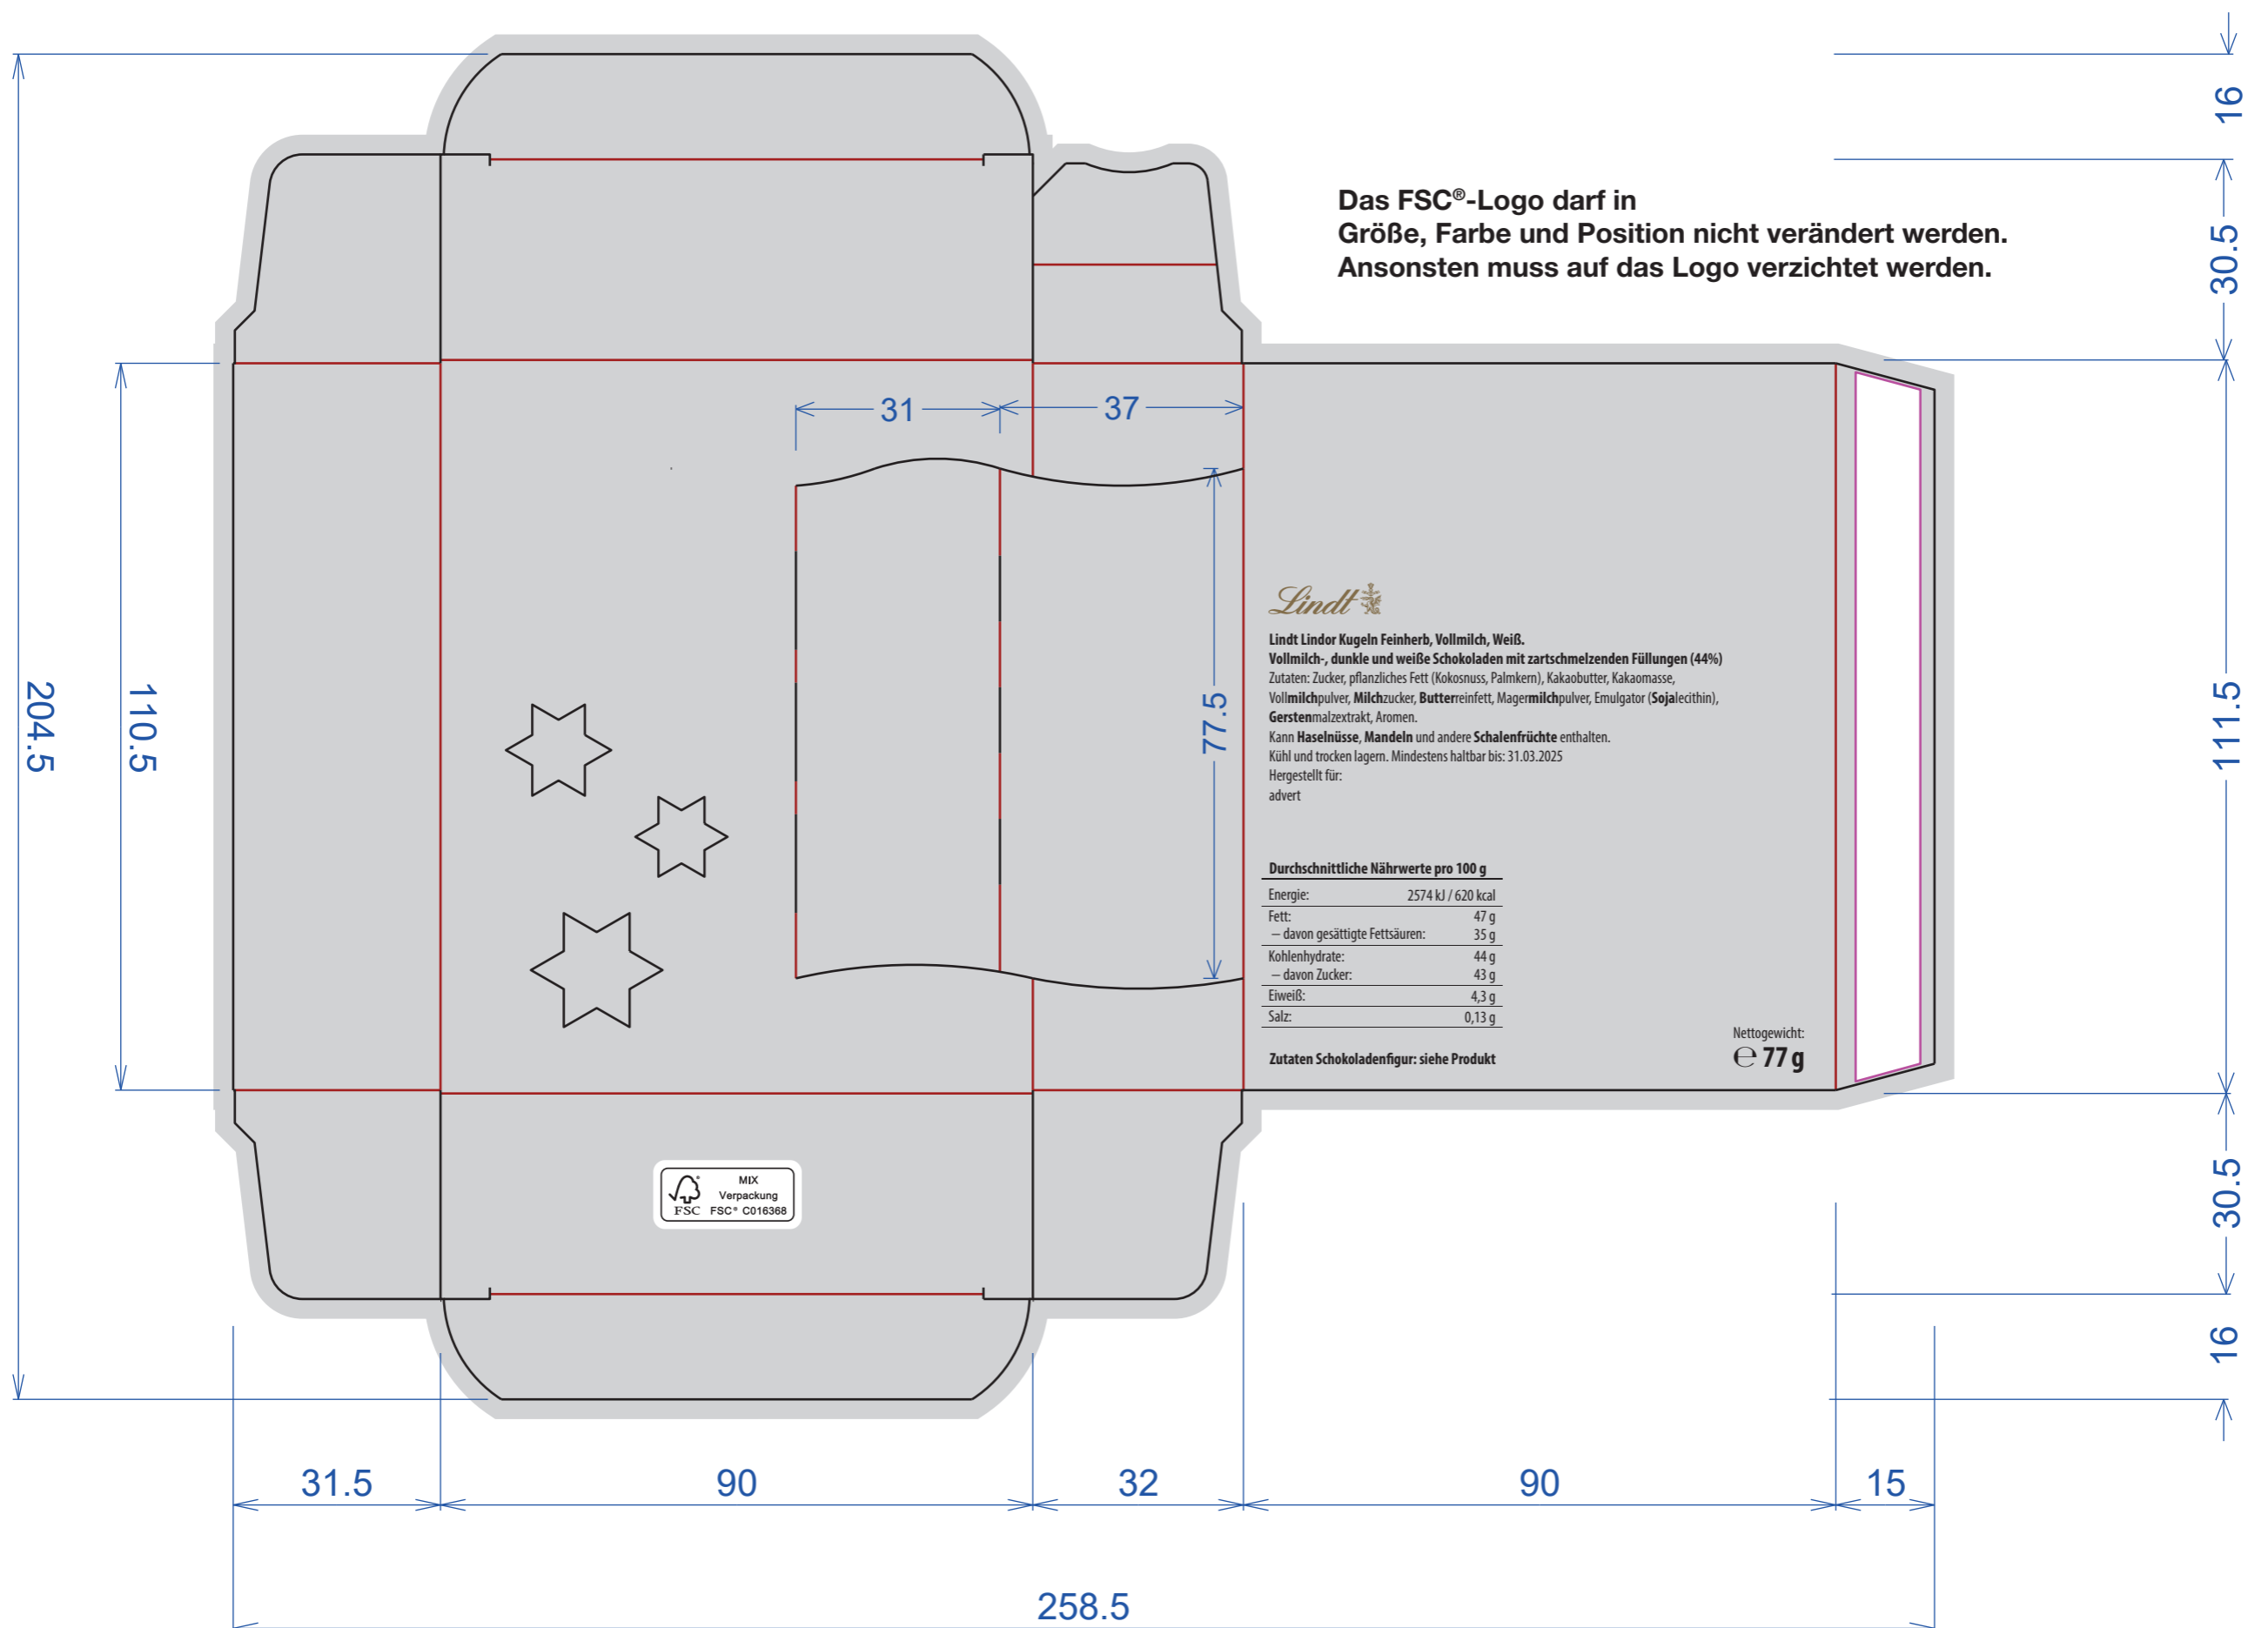 16
Das FSC®-Logo darf in
Größe, Farbe und Position nicht verändert werden.
Ansonsten muss auf das Logo verzichtet werden.
30.5
31
37
204.5
110.5
77.5
111.5
Lindt
Lindt Lindor Kugeln Feinherb, Vollmilch, Weiß.
Vollmilch-, dunkle und weiße Schokoladen mit zartschmelzenden Füllungen (44%)
Zutaten: Zucker, pflanzliches Fett (Kokosnuss, Palmkern), Kakaobutter, Kakaomasse,
Vollmilchpulver, Milchzucker, Butterreinfett, Magermilchpulver, Emulgator (Sojalecithin),
Gerstenmalzextrakt, Aromen.
Kann Haselnüsse, Mandeln und andere Schalenfrüchte enthalten.
Kühl und trocken lagern. Mindestens haltbar bis: 31.03.2025
Hergestellt für:
advert
Durchschnittliche Nährwerte pro 100 g
Energie: 2574 kJ / 620 kcal
Fett: 47 g
– davon gesättigte Fettsäuren: 35 g
Kohlenhydrate: 44 g
– davon Zucker: 43 g
Eiweiß: 4,3 g
Salz: 0,13 g
Zutaten Schokoladenfigur: siehe Produkt
Nettogewicht:
℮ 77 g
MIX
Verpackung
FSC FSC® C016368
30.5
16
31.5
90
32
90
15
258.5